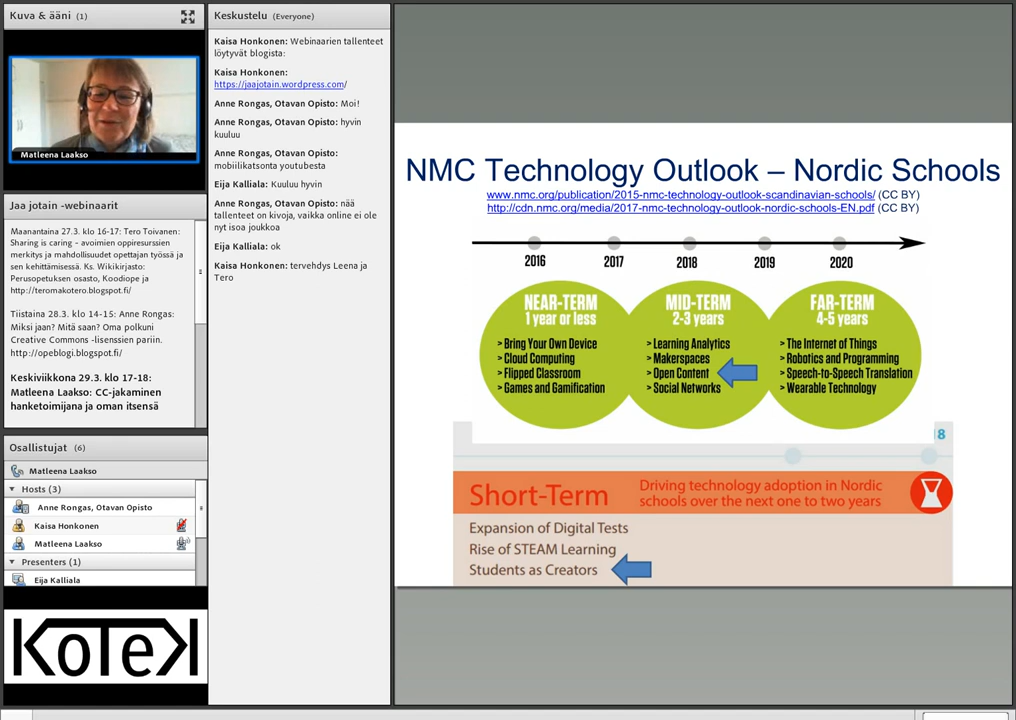 Kuva & ääni (1)
Matleena Laakso
Jaa jotain -webinaarit
Maanantaina 27.3. klo 16-17: Tero Toivanen:
Sharing is caring - avoimien oppiresurssien
merkitys ja mahdollisuudet opettajan työssä ja
sen kehittämisessä. Ks. Wikikirjasto:
Perusopetuksen osasto, Koodiope ja
http://teromakotero.blogspot.fi/
Tiistaina 28.3. klo 14-15: Anne Rongas:
Miksi jaan? Mitä saan? Oma polkuni
Creative Commons -lisenssien pariin.
http://opeblogi.blogspot.fi/
Keskiviikkona 29.3. klo 17-18:
Matleena Laakso: CC-jakaminen
hanketoimijana ja oman itsensä
Osallistujat (6)
Matleena Laakso
Hosts (3)
Anne Rongas, Otavan Opisto
Kaisa Honkonen
Matleena Laakso
Presenters (1)
Eija Kalliala
KoTeK
Keskustelu (Everyone)
Kaisa Honkonen: Webinaarien tallenteet
löytyvät blogista:
Kaisa Honkonen:
https://jaajotain.wordpress.com/
Anne Rongas, Otavan Opisto: Moi!
Anne Rongas, Otavan Opisto: hyvin
kuuluu
Anne Rongas, Otavan Opisto:
mobiilikatsonta youtubesta
Eija Kalliala: Kuuluu hyvin
Anne Rongas, Otavan Opisto: nää
tallenteet on kivoja, vaikka online ei ole
nyt isoa joukkoa
Eija Kalliala: ok
Kaisa Honkonen: tervehdys Leena ja
Tero
NMC Technology Outlook – Nordic Schools
www.nmc.org/publication/2015-nmc-technology-outlook-scandinavian-schools/ (CC BY)
http://cdn.nmc.org/media/2017-nmc-technology-outlook-nordic-schools-EN.pdf (CC BY)
2016 2017 2018 2019 2020
NEAR-TERM
1 year or less
> Bring Your Own Device
> Cloud Computing
> Flipped Classroom
> Games and Gamification
MID-TERM
2-3 years
> Learning Analytics
> Makerspaces
> Open Content
> Social Networks
FAR-TERM
4-5 years
> The Internet of Things
> Robotics and Programming
> Speech-to-Speech Translation
> Wearable Technology
18
Short-Term
Driving technology adoption in Nordic
schools over the next one to two years
Expansion of Digital Tests
Rise of STEAM Learning
Students as Creators